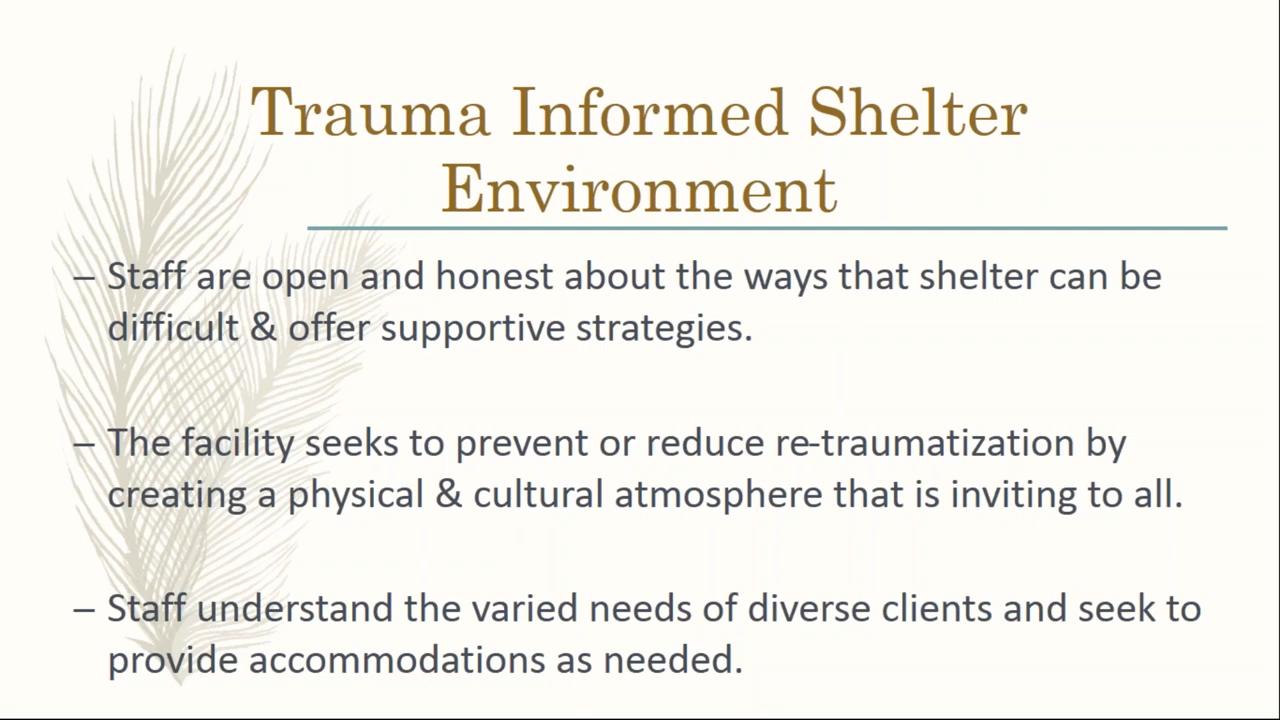 Trauma Informed Shelter
Environment
– Staff are open and honest about the ways that shelter can be
difficult & offer supportive strategies.
– The facility seeks to prevent or reduce re-traumatization by
creating a physical & cultural atmosphere that is inviting to all.
– Staff understand the varied needs of diverse clients and seek to
provide accommodations as needed.